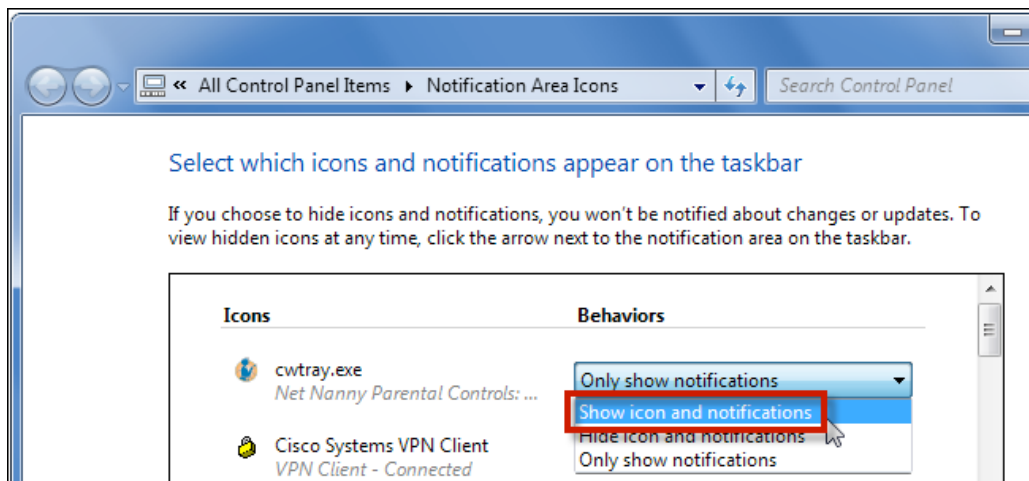 « All Control Panel Items ▸ Notification Area Icons
Search Control Panel
Select which icons and notifications appear on the taskbar
If you choose to hide icons and notifications, you won't be notified about changes or updates. To
view hidden icons at any time, click the arrow next to the notification area on the taskbar.
Icons Behaviors
cwtray.exe
Net Nanny Parental Controls: ...
Only show notifications
Show icon and notifications
Hide icon and notifications
Only show notifications
Cisco Systems VPN Client
VPN Client - Connected